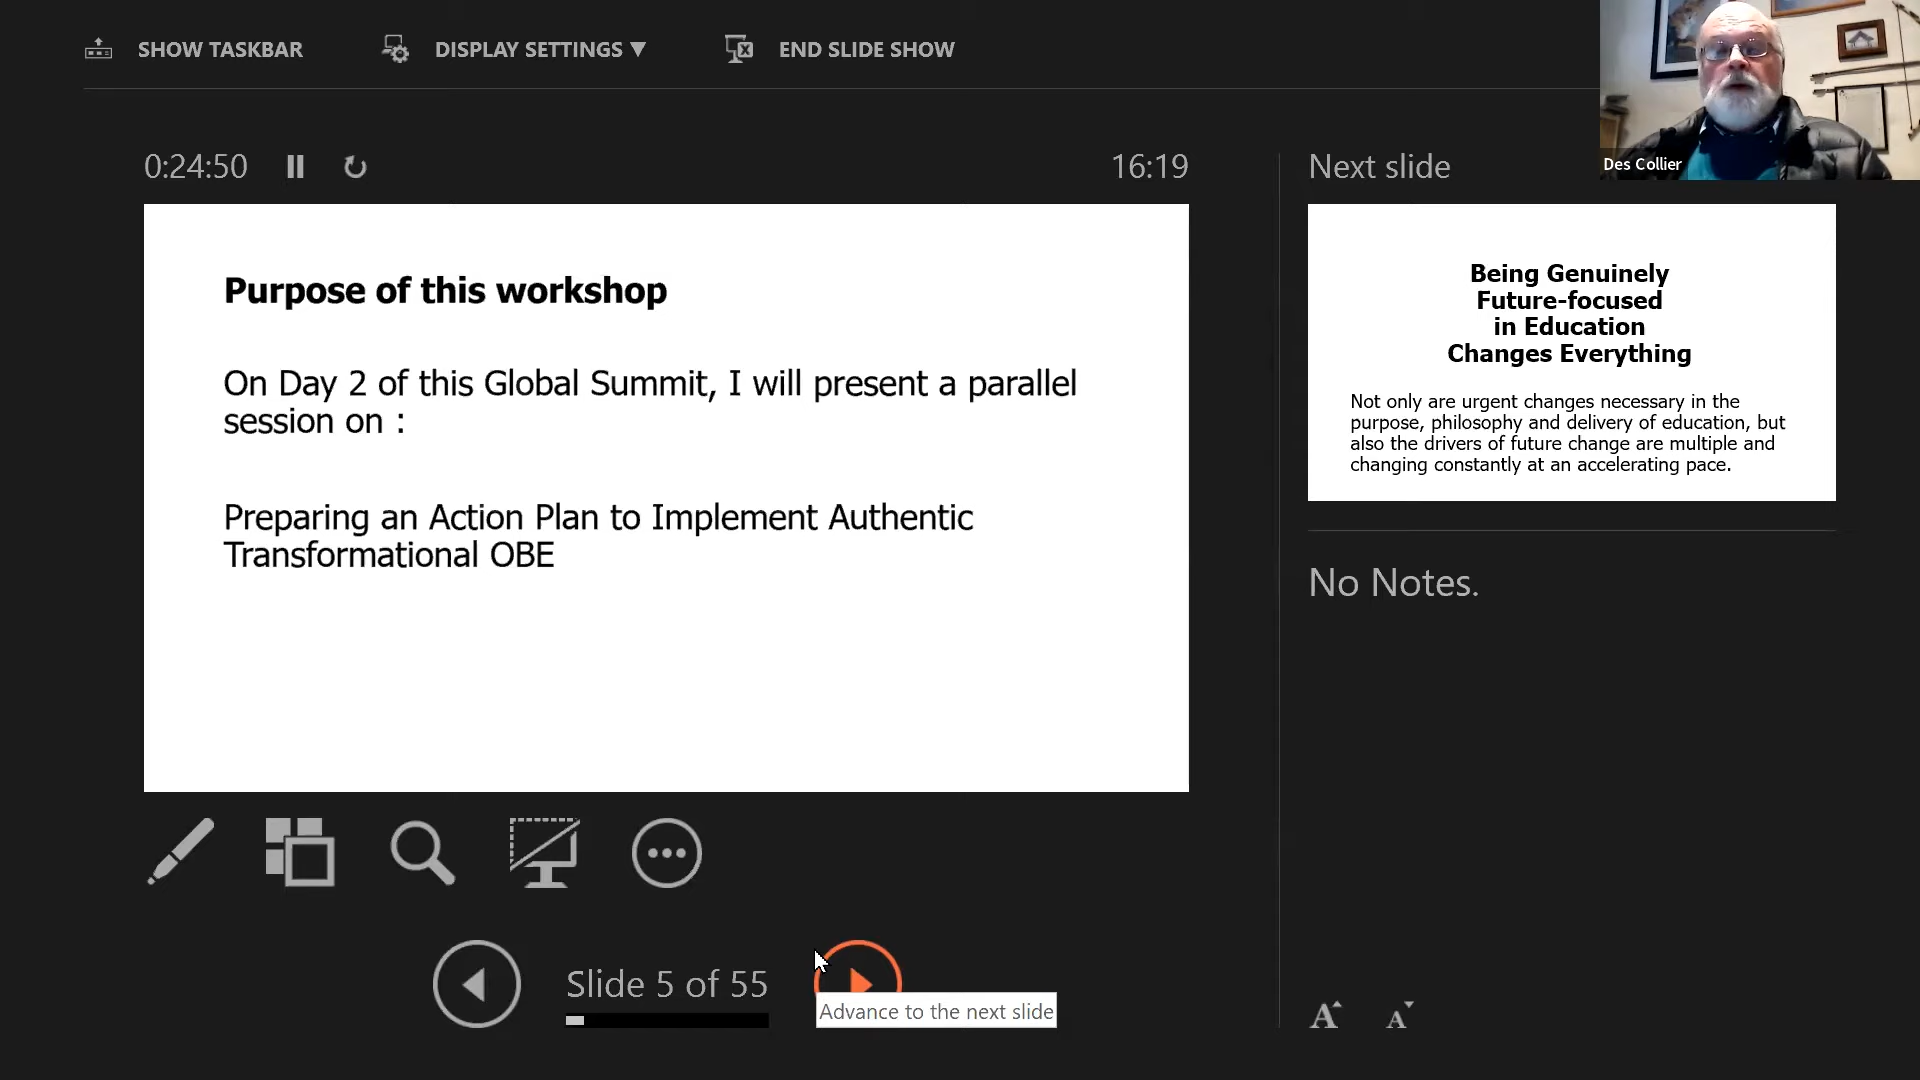 SHOW TASKBAR
DISPLAY SETTINGS ▼
END SLIDE SHOW
Des Collier
0:24:50
16:19
Next slide
Purpose of this workshop
On Day 2 of this Global Summit, I will present a parallel
session on :
Preparing an Action Plan to Implement Authentic
Transformational OBE
Being Genuinely
Future-focused
in Education
Changes Everything
Not only are urgent changes necessary in the
purpose, philosophy and delivery of education, but
also the drivers of future change are multiple and
changing constantly at an accelerating pace.
No Notes.
Slide 5 of 55
Advance to the next slide
A A